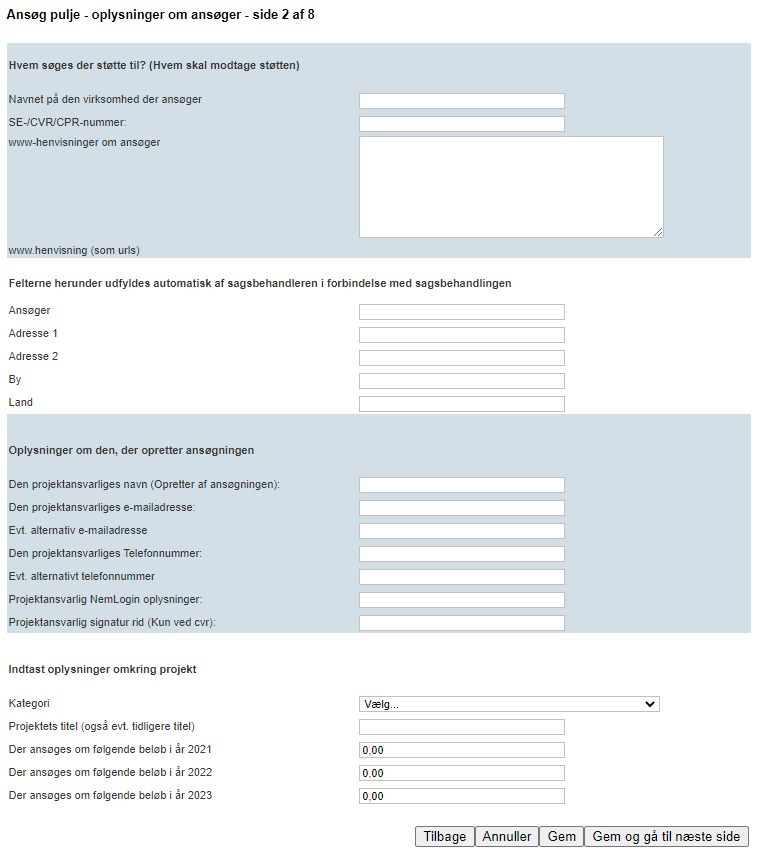 Ansøg pulje - oplysninger om ansøger - side 2 af 8
Hvem søges der støtte til? (Hvem skal modtage støtten)
Navnet på den virksomhed der ansøger
SE-/CVR/CPR-nummer:
www-henvisninger om ansøger
www.henvisning (som urls)
Felterne herunder udfyldes automatisk af sagsbehandleren i forbindelse med sagsbehandlingen
Ansøger
Adresse 1
Adresse 2
By
Land
Oplysninger om den, der opretter ansøgningen
Den projektansvarliges navn (Opretter af ansøgningen):
Den projektansvarliges e-mailadresse:
Evt. alternativ e-mailadresse
Den projektansvarliges Telefonnummer:
Evt. alternativt telefonnummer
Projektansvarlig NemLogin oplysninger:
Projektansvarlig signatur rid (Kun ved cvr):
Indtast oplysninger omkring projekt
Kategori Vælg...
Projektets titel (også evt. tidligere titel)
Der ansøges om følgende beløb i år 2021 0,00
Der ansøges om følgende beløb i år 2022 0,00
Der ansøges om følgende beløb i år 2023 0,00
Tilbage Annuller Gem Gem og gå til næste side